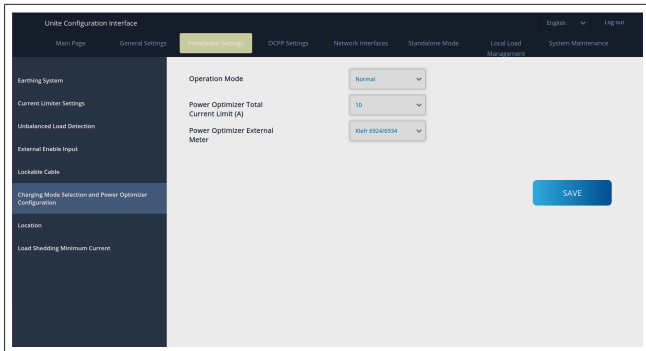 Unite Configuration Interface
English
Log out
Main Page
General Settings
Installation Settings
OCPP Settings
Network Interfaces
Standalone Mode
Local Load
Management
System Maintenance
Earthing System
Current Limiter Settings
Unbalanced Load Detection
External Enable Input
Lockable Cable
Charging Mode Selection and Power Optimizer
Configuration
Location
Load Shedding Minimum Current
Operation Mode
Normal
Power Optimizer Total
Current Limit (A)
10
Power Optimizer External
Meter
Klefr 6924/6934
SAVE